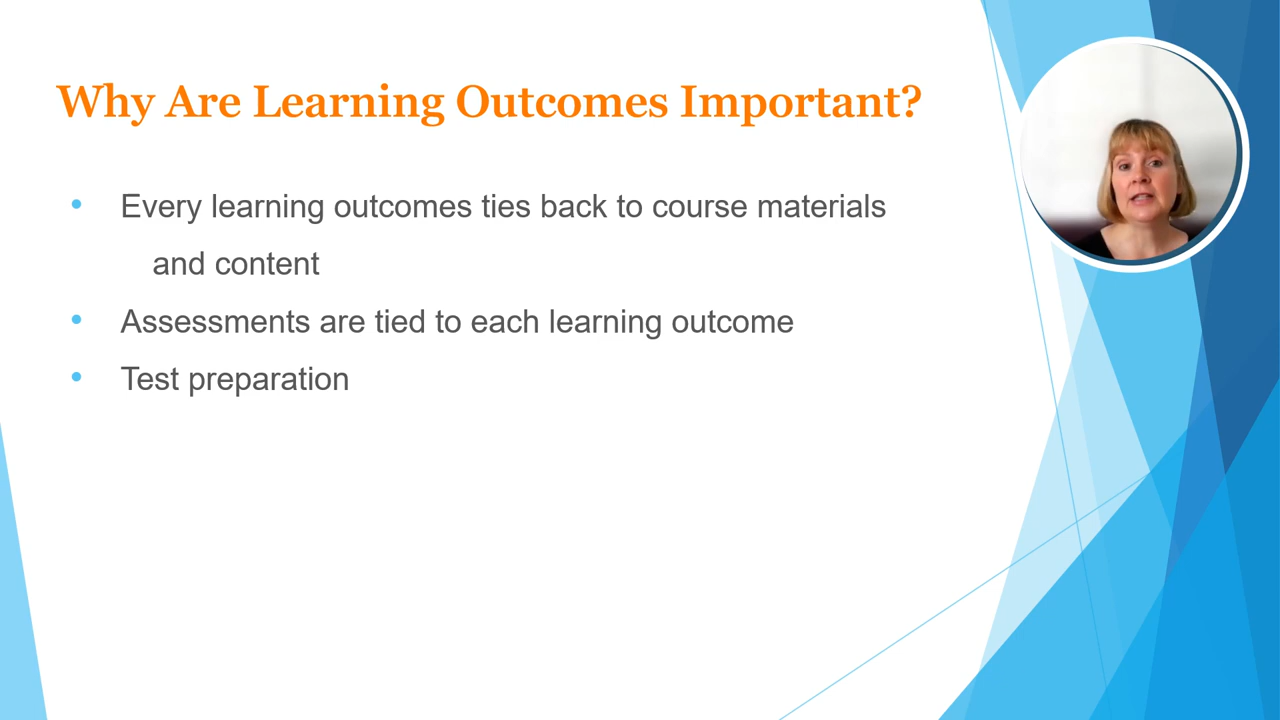 Why Are Learning Outcomes Important?
• Every learning outcomes ties back to course materials
and content
• Assessments are tied to each learning outcome
• Test preparation